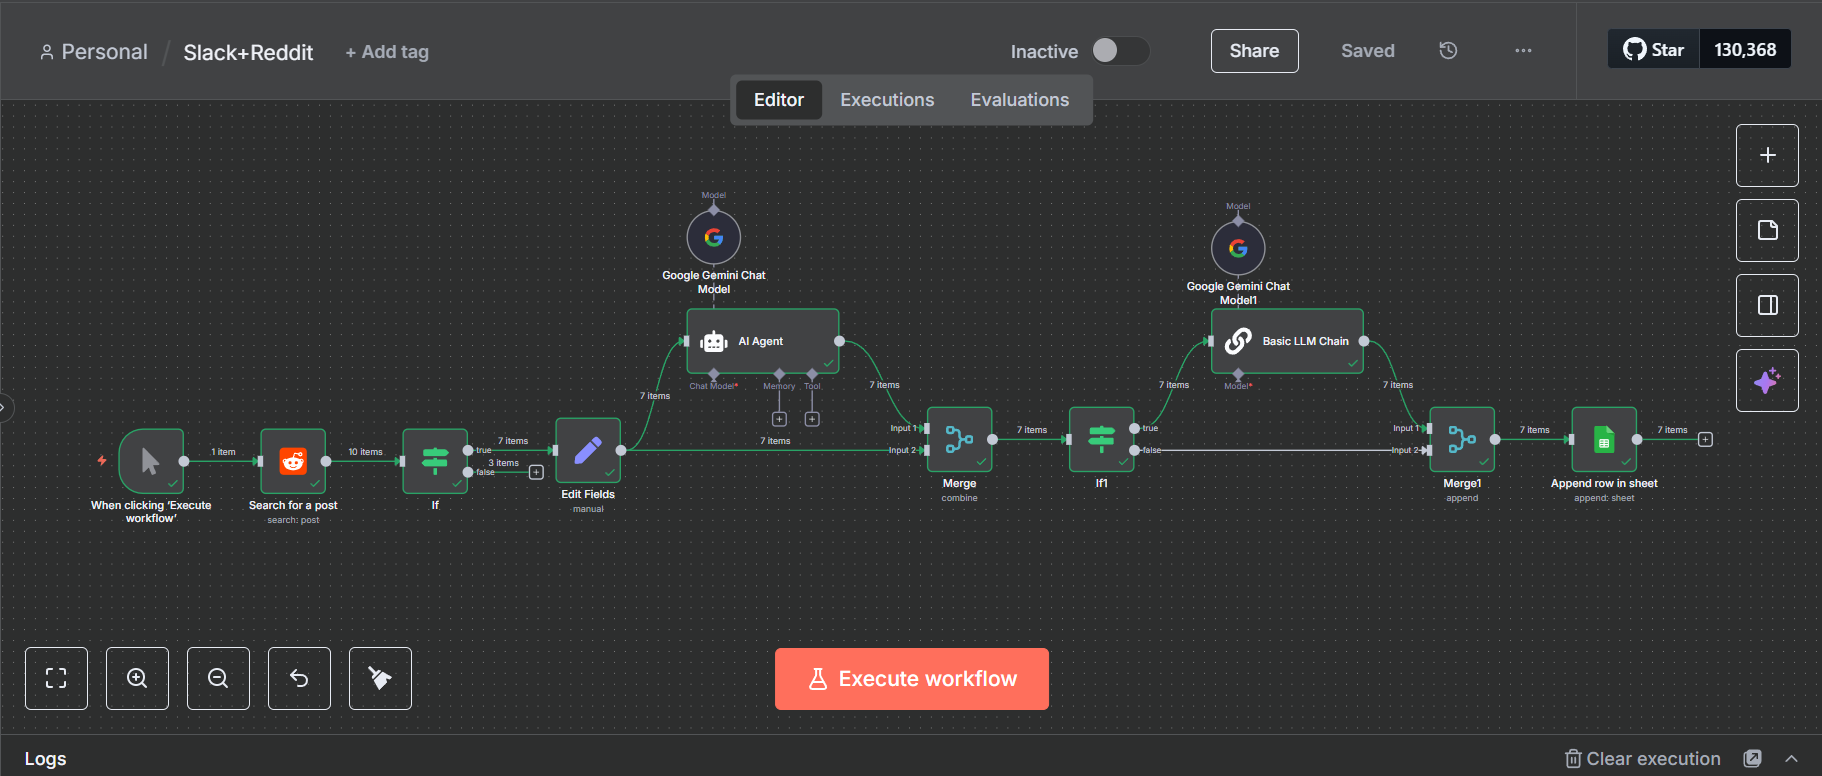 Personal / Slack+Reddit + Add tag
Inactive
Share
Saved
Star 130,368
Editor Executions Evaluations
Model
Google Gemini Chat
Model
AI Agent
Chat Model*
Memory
Tool
Model
Google Gemini Chat
Model1
Basic LLM Chain
Model*
1 item
10 items
7 items
3 items
true
false
7 items
7 items
7 items
Input 1
Input 2
7 items
true
false
7 items
7 items
Input 1
Input 2
7 items
7 items
When clicking ‘Execute
workflow’
Search for a post
search: post
If
Edit Fields
manual
Merge
combine
If1
Merge1
append
Append row in sheet
append: sheet
Execute workflow
Logs
Clear execution